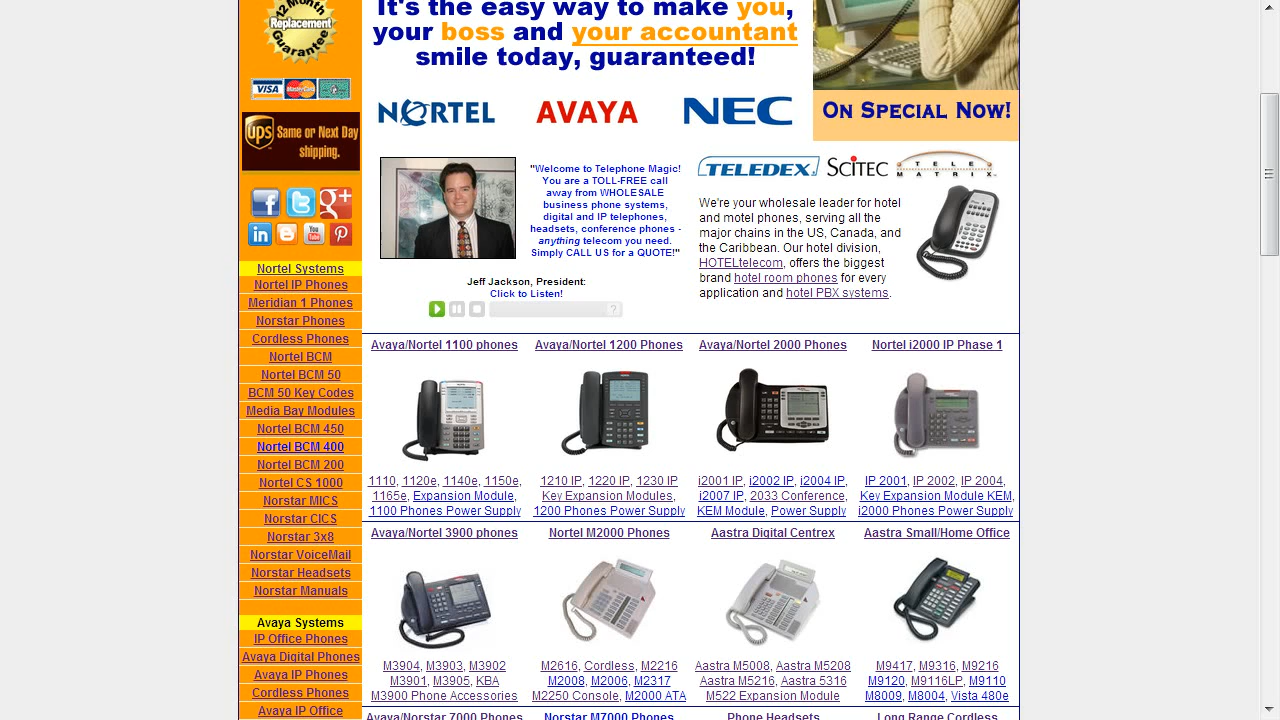 12 Month
Replacement
Guarantee
VISA MasterCard
UPS Same or Next Day
shipping.
Nortel Systems
Nortel IP Phones
Meridian 1 Phones
Norstar Phones
Cordless Phones
Nortel BCM
Nortel BCM 50
BCM 50 Key Codes
Media Bay Modules
Nortel BCM 450
Nortel BCM 400
Nortel BCM 200
Nortel CS 1000
Norstar MICS
Norstar CICS
Norstar 3x8
Norstar VoiceMail
Norstar Headsets
Norstar Manuals
Avaya Systems
IP Office Phones
Avaya Digital Phones
Avaya IP Phones
Cordless Phones
Avaya IP Office
It's the easy way to make you,
your boss and your accountant
smile today, guaranteed!
NORTEL AVAYA NEC
On Special Now!
"Welcome to Telephone Magic!
You are a TOLL-FREE call
away from WHOLESALE
business phone systems,
digital and IP telephones,
headsets, conference phones -
anything telecom you need.
Simply CALL US for a QUOTE!"
Jeff Jackson, President:
Click to Listen!
TELEDEX. SCITEC TELE
MATRIX
We're your wholesale leader for hotel
and motel phones, serving all the
major chains in the US, Canada, and
the Caribbean. Our hotel division,
HOTELtelecom, offers the biggest
brand hotel room phones for every
application and hotel PBX systems.
Avaya/Nortel 1100 phones
1110, 1120e, 1140e, 1150e,
1165e, Expansion Module,
1100 Phones Power Supply
Avaya/Nortel 1200 Phones
1210 IP, 1220 IP, 1230 IP
Key Expansion Modules,
1200 Phones Power Supply
Avaya/Nortel 2000 Phones
i2001 IP, i2002 IP, i2004 IP,
i2007 IP, 2033 Conference,
KEM Module, Power Supply
Nortel i2000 IP Phase 1
IP 2001, IP 2002, IP 2004,
Key Expansion Module KEM,
i2000 Phones Power Supply
Avaya/Nortel 3900 phones
M3904, M3903, M3902
M3901, M3905, KBA
M3900 Phone Accessories
Nortel M2000 Phones
M2616, Cordless, M2216
M2008, M2006, M2317
M2250 Console, M2000 ATA
Aastra Digital Centrex
Aastra M5008, Aastra M5208
Aastra M5216, Aastra 5316
M522 Expansion Module
Aastra Small/Home Office
M9417, M9316, M9216
M9120, M9116LP, M9110
M8009, M8004, Vista 480e
Avaya/Norstar 7000 Phones
Norstar M7000 Phones
Phone Headsets
Long Range Cordless